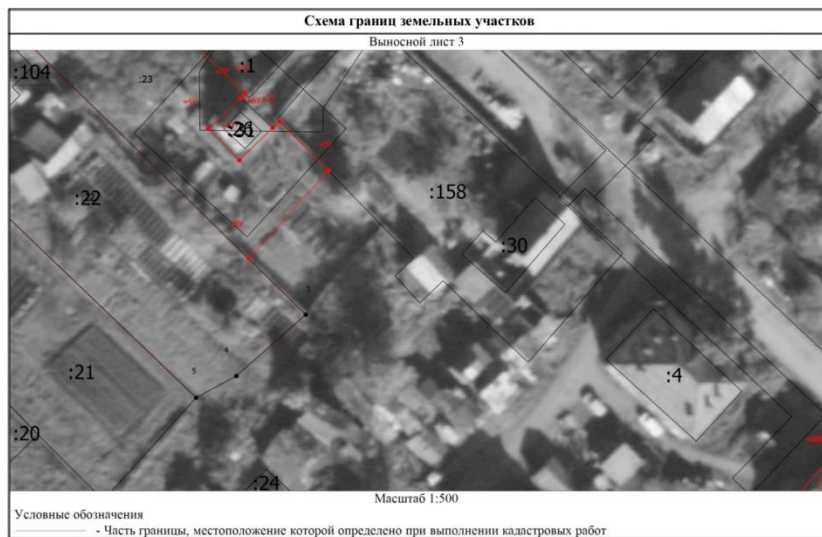 Схема границ земельных участков
Выносной лист 3
:104
:23
:1
:22
:158
:30
3
4
5
:21
:4
:20
:24
Масштаб 1:500
Условные обозначения
- Часть границы, местоположение которой определено при выполнении кадастровых работ